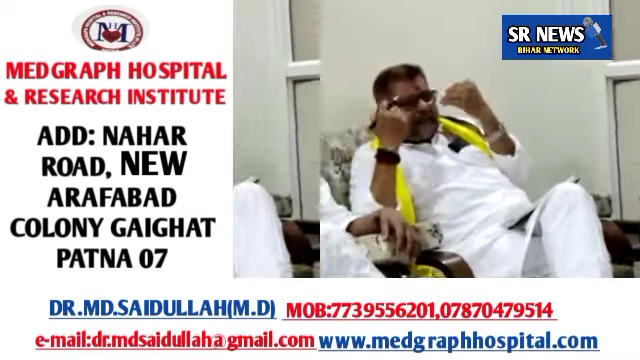 SR NEWS
BIHAR NETWORK
MEDGRAPH HOSPITAL
& RESEARCH INSTITUTE
ADD: NAHAR
ROAD, NEW
ARAFABAD
COLONY GAIGHAT
PATNA 07
DR.MD.SAIDULLAH(M.D) MOB:7739556201,07870479514
e-mail:dr.mdsaidullah@gmail.com www.medgraphhospital.com